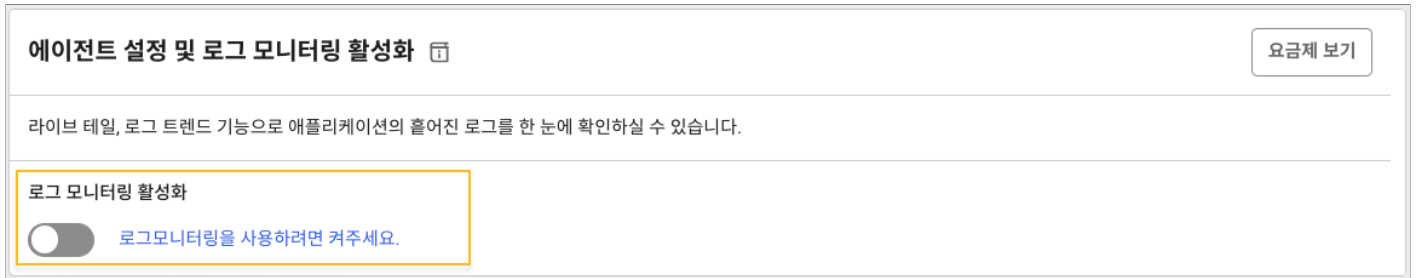 에이전트 설정 및 로그 모니터링 활성화
요금제 보기
라이브 테일, 로그 트렌드 기능으로 애플리케이션의 흩어진 로그를 한 눈에 확인하실 수 있습니다.
로그 모니터링 활성화
로그모니터링을 사용하려면 켜주세요.